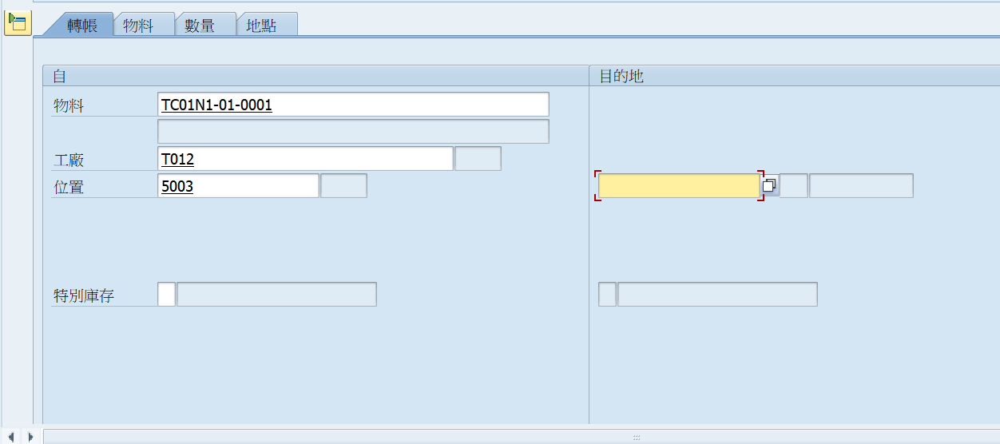 轉帳 物料 數量 地點
自 目的地
物料 TC01N1-01-0001
工廠 T012
位置 5003
特別庫存